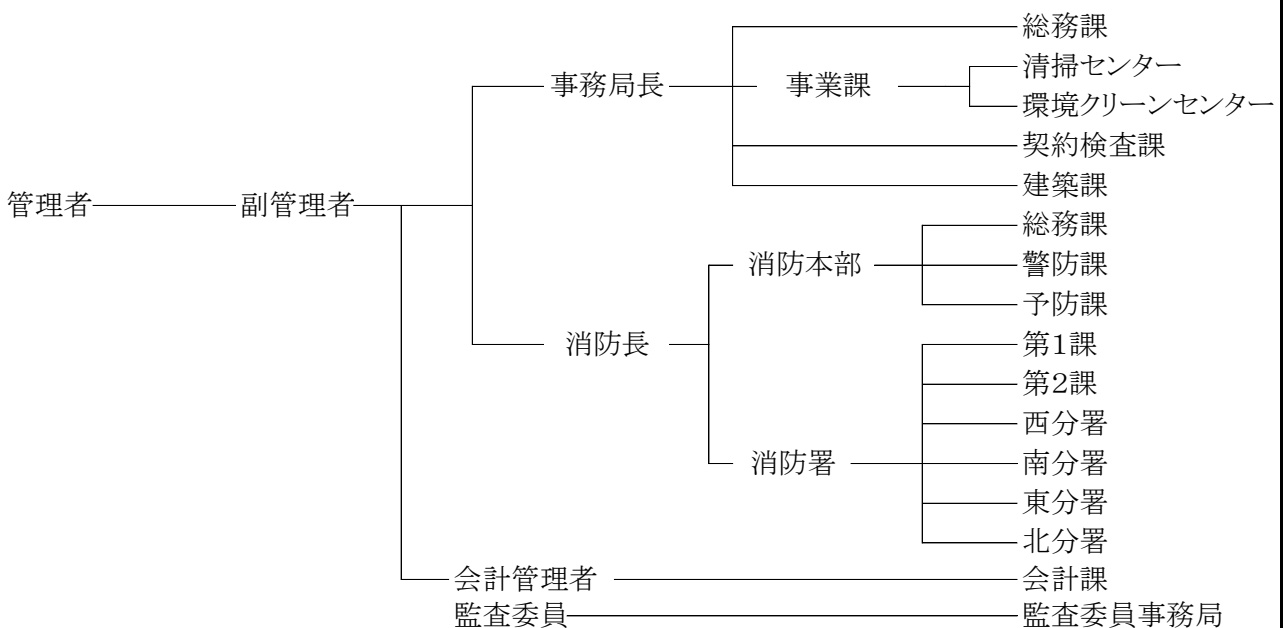 総務課
清掃センター
事務局長 事業課
環境クリーンセンター
契約検査課
建築課
管理者 副管理者
総務課
消防本部 警防課
予防課
消防長 第1課
第2課
西分署
消防署 南分署
東分署
北分署
会計管理者 会計課
監査委員 監査委員事務局